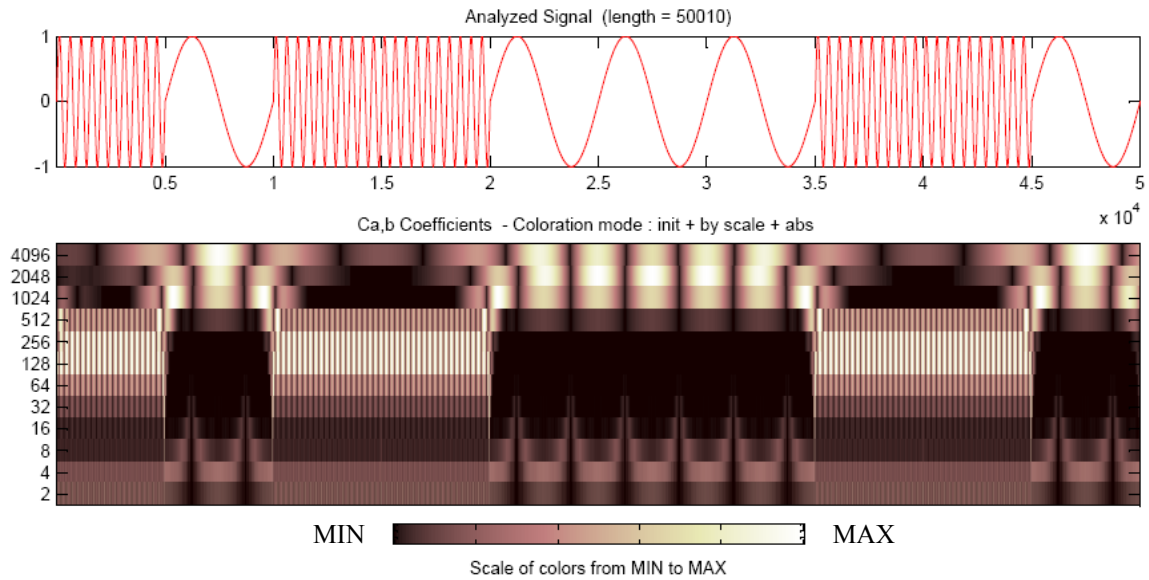 Analyzed Signal (length = 50010)
1
0
-1
0.5 1 1.5 2 2.5 3 3.5 4 4.5 5
x 10^4
Ca,b Coefficients - Coloration mode : init + by scale + abs
4096
2048
1024
512
256
128
64
32
16
8
4
2
MIN MAX
Scale of colors from MIN to MAX